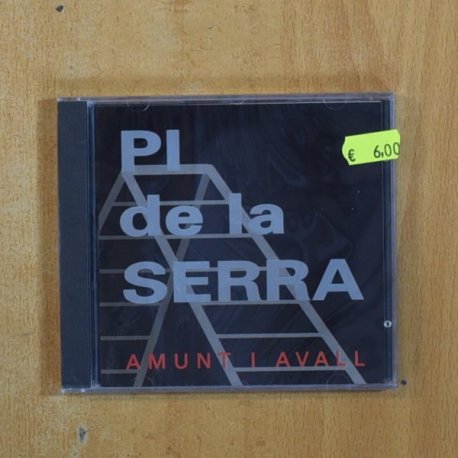 PI
€ 6,00
de la
SERRA
AMUNT I AVALL